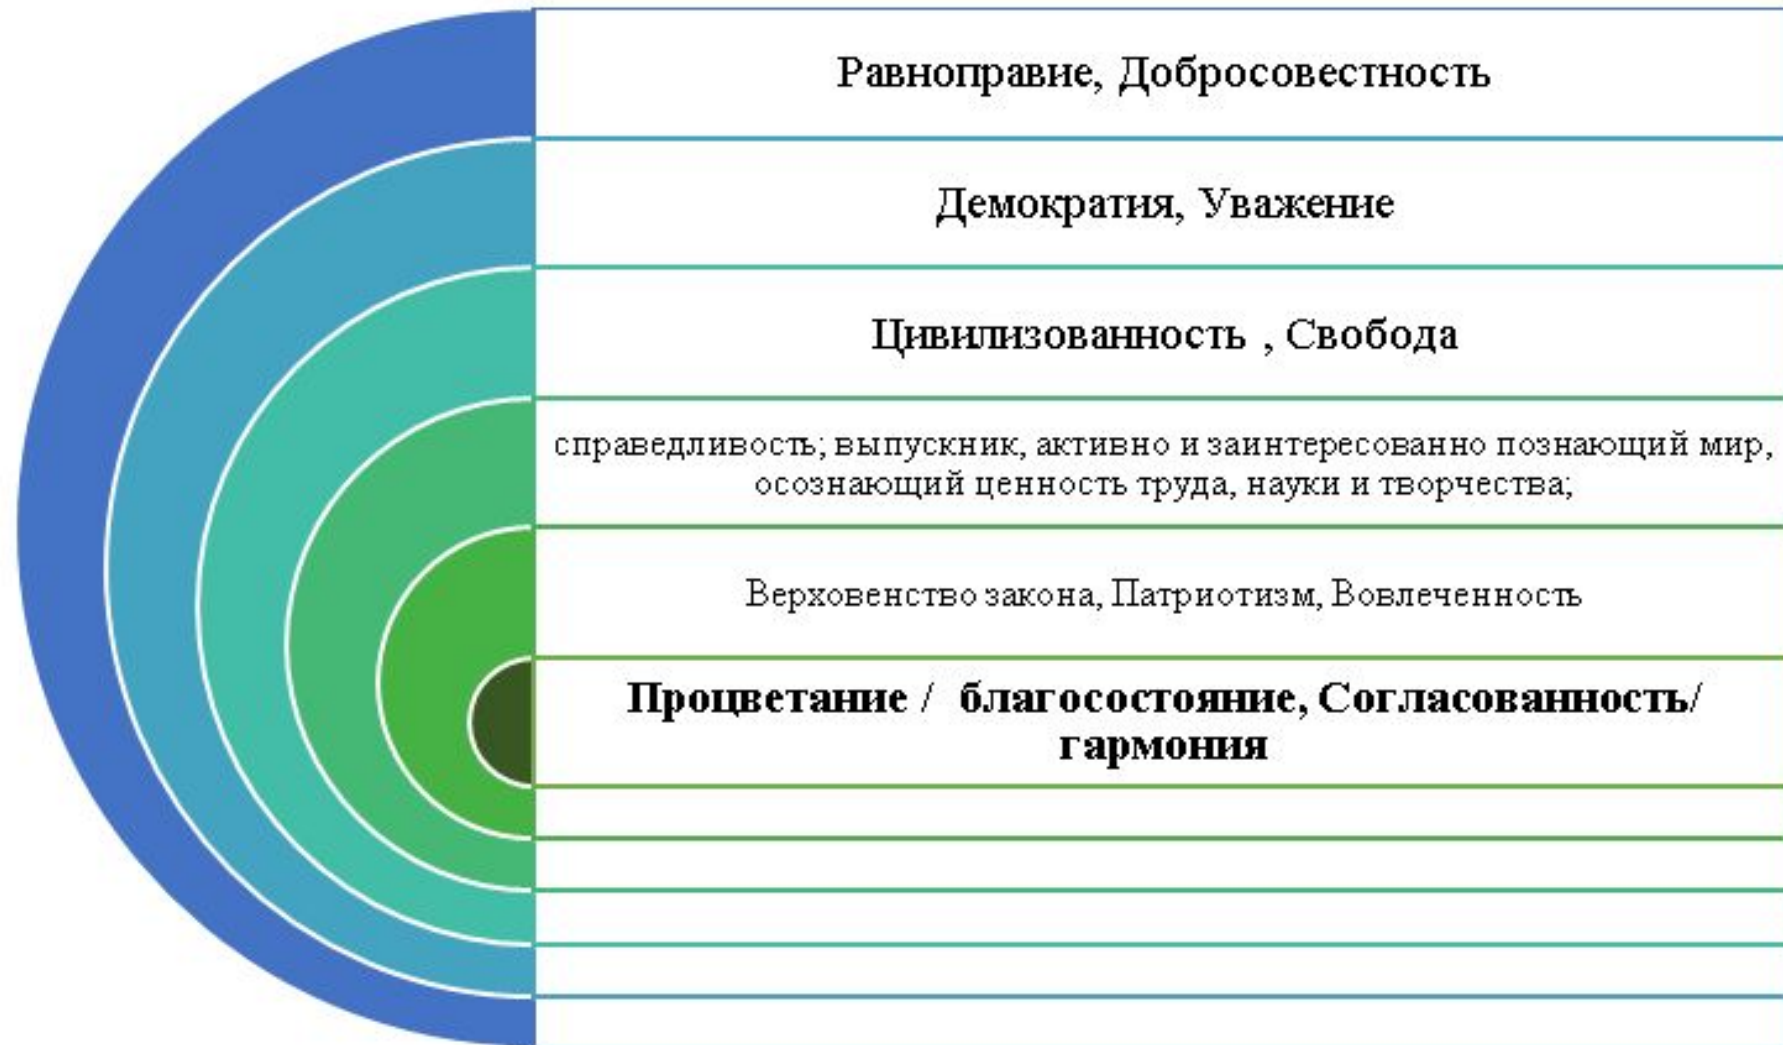 Равноправие, Добросовестность
Демократия, Уважение
Цивилизованность , Свобода
справедливость; выпускник, активно и заинтересованно познающий мир,
осознающий ценность труда, науки и творчества;
Верховенство закона, Патриотизм, Вовлеченность
Процветание / благосостояние, Согласованность/
гармония